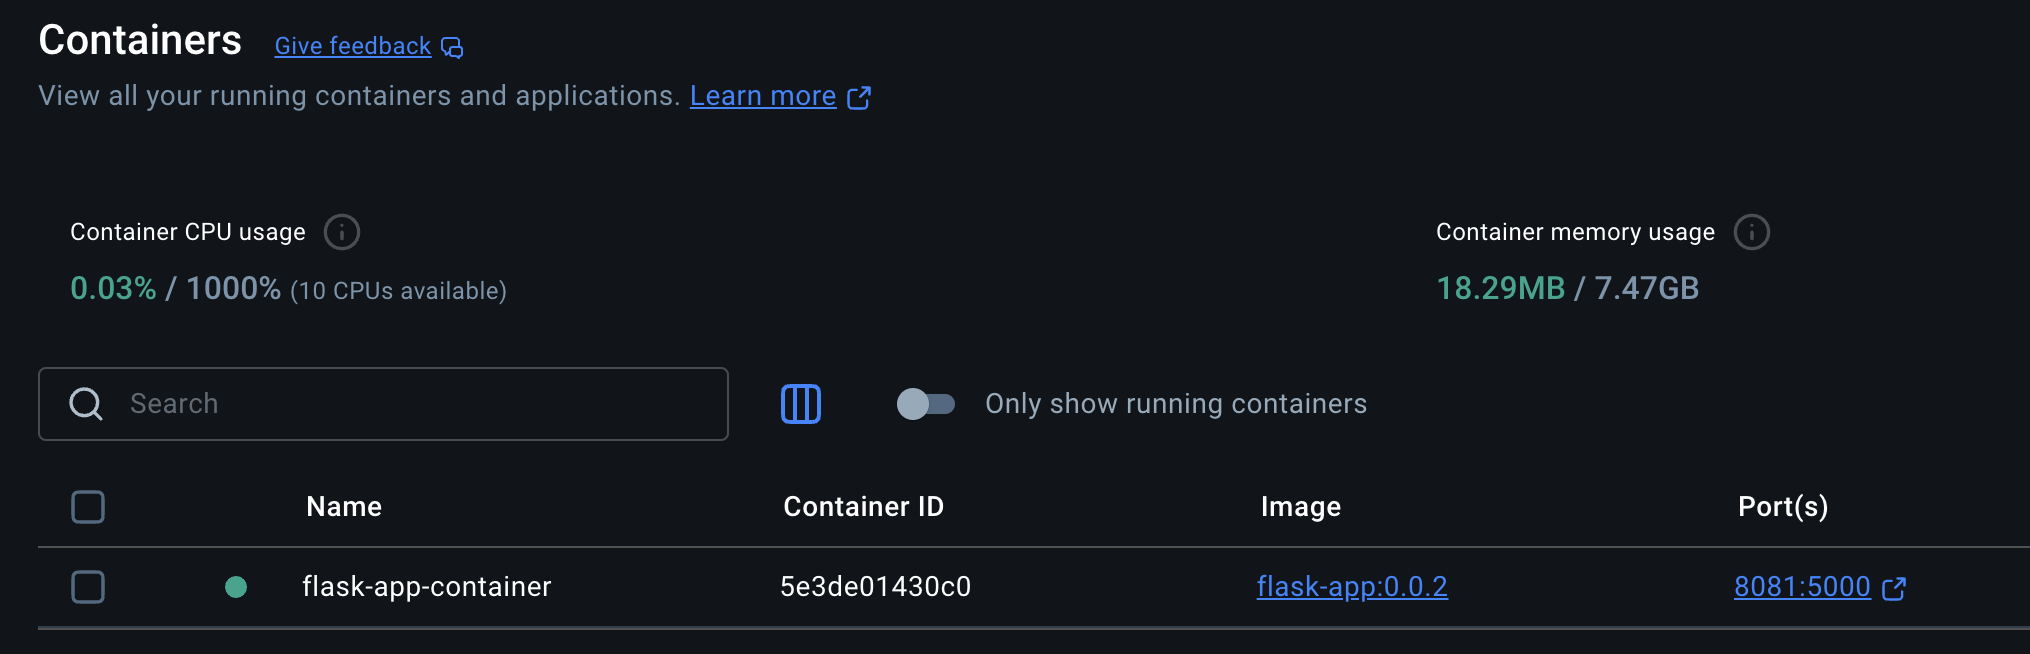 Containers Give feedback
View all your running containers and applications. Learn more
Container CPU usage
0.03% / 1000% (10 CPUs available)
Container memory usage
18.29MB / 7.47GB
Search
Only show running containers
Name Container ID Image Port(s)
flask-app-container 5e3de01430c0 flask-app:0.0.2 8081:5000